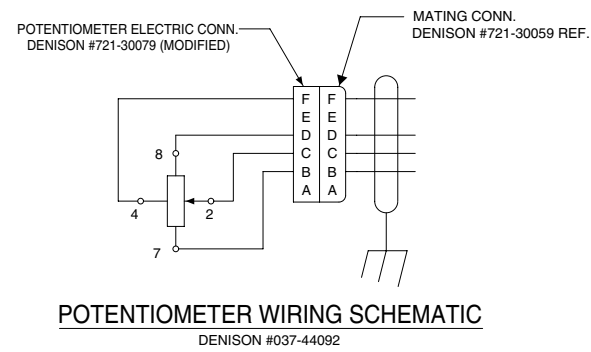 POTENTIOMETER ELECTRIC CONN.
DENISON #721-30079 (MODIFIED)
MATING CONN.
DENISON #721-30059 REF.
F F
E E
D D
C C
B B
A A
8
4
2
7
POTENTIOMETER WIRING SCHEMATIC
DENISON #037-44092